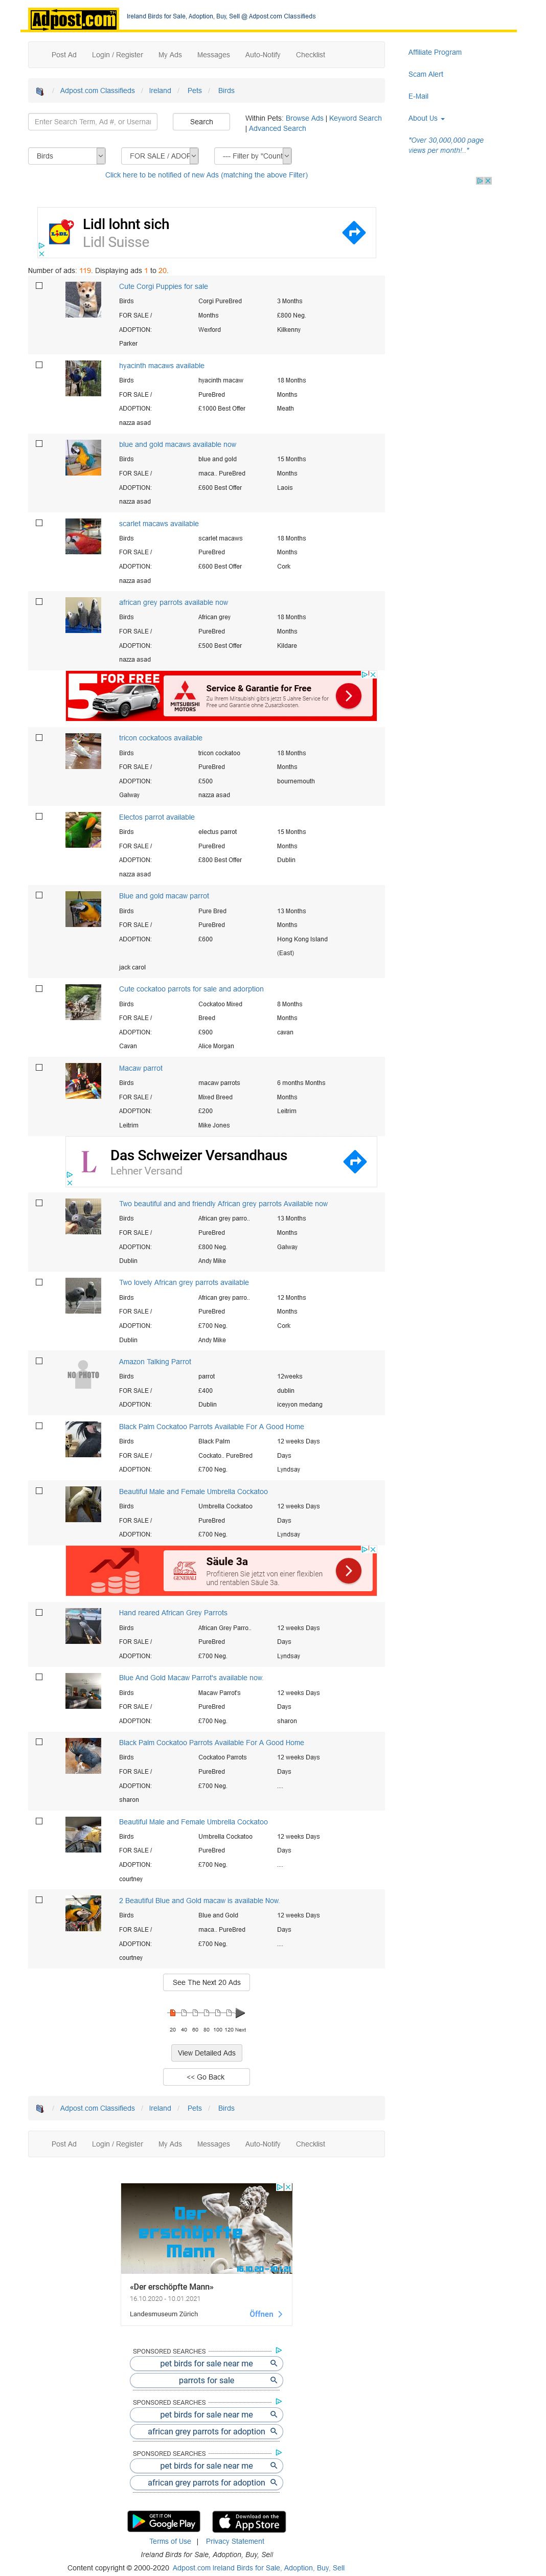 Adpost.com
Ireland Birds for Sale, Adoption, Buy, Sell @ Adpost.com Classifieds
Post Ad Login / Register My Ads Messages Auto-Notify Checklist
Affiliate Program
Scam Alert
E-Mail
About Us
"Over 30,000,000 page
views per month!.."
/ Adpost.com Classifieds / Ireland / Pets / Birds
Enter Search Term, Ad #, or Usernam
Search
Within Pets: Browse Ads | Keyword Search
| Advanced Search
Birds
FOR SALE / ADOP
--- Filter by "Count
Click here to be notified of new Ads (matching the above Filter)
Lidl lohnt sich
Lidl Suisse
Number of ads: 119. Displaying ads 1 to 20.
Cute Corgi Puppies for sale
Birds Corgi PureBred 3 Months
FOR SALE / Months £800 Neg.
ADOPTION: Wexford Kilkenny
Parker
hyacinth macaws available
Birds hyacinth macaw 18 Months
FOR SALE / PureBred Months
ADOPTION: £1000 Best Offer Meath
nazza asad
blue and gold macaws available now
Birds blue and gold 15 Months
FOR SALE / maca.. PureBred Months
ADOPTION: £600 Best Offer Laois
nazza asad
scarlet macaws available
Birds scarlet macaws 18 Months
FOR SALE / PureBred Months
ADOPTION: £600 Best Offer Cork
nazza asad
african grey parrots available now
Birds African grey 18 Months
FOR SALE / PureBred Months
ADOPTION: £500 Best Offer Kildare
nazza asad
5 FOR FREE
MITSUBISHI MOTORS
Service & Garantie for Free
Zu Ihrem Mitsubishi gibt's jetzt 5 Jahre Service for
Free und Garantie ohne Zusatzkosten.
tricon cockatoos available
Birds tricon cockatoo 18 Months
FOR SALE / PureBred Months
ADOPTION: £500 bournemouth
Galway nazza asad
Electos parrot available
Birds electus parrot 15 Months
FOR SALE / PureBred Months
ADOPTION: £800 Best Offer Dublin
nazza asad
Blue and gold macaw parrot
Birds Pure Bred 13 Months
FOR SALE / PureBred Months
ADOPTION: £600 Hong Kong Island
(East)
jack carol
Cute cockatoo parrots for sale and adorption
Birds Cockatoo Mixed 8 Months
FOR SALE / Breed Months
ADOPTION: £900 cavan
Cavan Alice Morgan
Macaw parrot
Birds macaw parrots 6 months Months
FOR SALE / Mixed Breed Months
ADOPTION: £200 Leitrim
Leitrim Mike Jones
L
Das Schweizer Versandhaus
Lehner Versand
Two beautiful and and friendly African grey parrots Available now
Birds African grey parro.. 13 Months
FOR SALE / PureBred Months
ADOPTION: £800 Neg. Galway
Dublin Andy Mike
Two lovely African grey parrots available
Birds African grey parro.. 12 Months
FOR SALE / PureBred Months
ADOPTION: £700 Neg. Cork
Dublin Andy Mike
NO PHOTO
Amazon Talking Parrot
Birds parrot 12weeks
FOR SALE / £400 dublin
ADOPTION: Dublin iceyyon medang
Black Palm Cockatoo Parrots Available For A Good Home
Birds Black Palm 12 weeks Days
FOR SALE / Cockato.. PureBred Days
ADOPTION: £700 Neg. Lyndsay
Beautiful Male and Female Umbrella Cockatoo
Birds Umbrella Cockatoo 12 weeks Days
FOR SALE / PureBred Days
ADOPTION: £700 Neg. Lyndsay
GENERALI
Säule 3a
Profitieren Sie jetzt von einer flexiblen
und rentablen Säule 3a.
Hand reared African Grey Parrots
Birds African Grey Parro.. 12 weeks Days
FOR SALE / PureBred Days
ADOPTION: £700 Neg. Lyndsay
Blue And Gold Macaw Parrot's available now.
Birds Macaw Parrot's 12 weeks Days
FOR SALE / PureBred Days
ADOPTION: £700 Neg. sharon
Black Palm Cockatoo Parrots Available For A Good Home
Birds Cockatoo Parrots 12 weeks Days
FOR SALE / PureBred Days
ADOPTION: £700 Neg. ....
sharon
Beautiful Male and Female Umbrella Cockatoo
Birds Umbrella Cockatoo 12 weeks Days
FOR SALE / PureBred Days
ADOPTION: £700 Neg. ....
courtney
2 Beautiful Blue and Gold macaw is available Now.
Birds Blue and Gold 12 weeks Days
FOR SALE / maca.. PureBred Days
ADOPTION: £700 Neg. ....
courtney
See The Next 20 Ads
20 40 60 80 100 120 Next
View Detailed Ads
<< Go Back
/ Adpost.com Classifieds / Ireland / Pets / Birds
Post Ad Login / Register My Ads Messages Auto-Notify Checklist
Der
erschöpfte
Mann
16.10.20 – 10.1.21
«Der erschöpfte Mann»
16.10.2020 - 10.01.2021
Landesmuseum Zürich Öffnen
SPONSORED SEARCHES
pet birds for sale near me
parrots for sale
SPONSORED SEARCHES
pet birds for sale near me
african grey parrots for adoption
SPONSORED SEARCHES
pet birds for sale near me
african grey parrots for adoption
GET IT ON Google Play
Download on the App Store
Terms of Use | Privacy Statement
Ireland Birds for Sale, Adoption, Buy, Sell
Content copyright © 2000-2020 Adpost.com Ireland Birds for Sale, Adoption, Buy, Sell